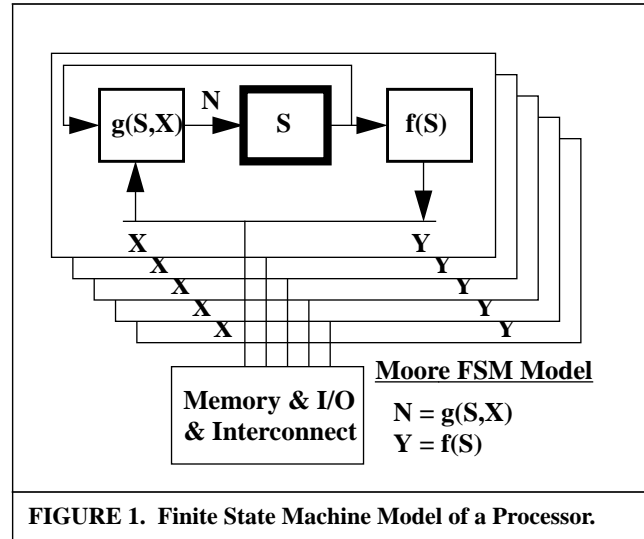 N
g(S,X)
S
f(S)
X
Y
X
Y
X
Y
X
Y
X
Y
Moore FSM Model
Memory & I/O
& Interconnect
N = g(S,X)
Y = f(S)
FIGURE 1. Finite State Machine Model of a Processor.